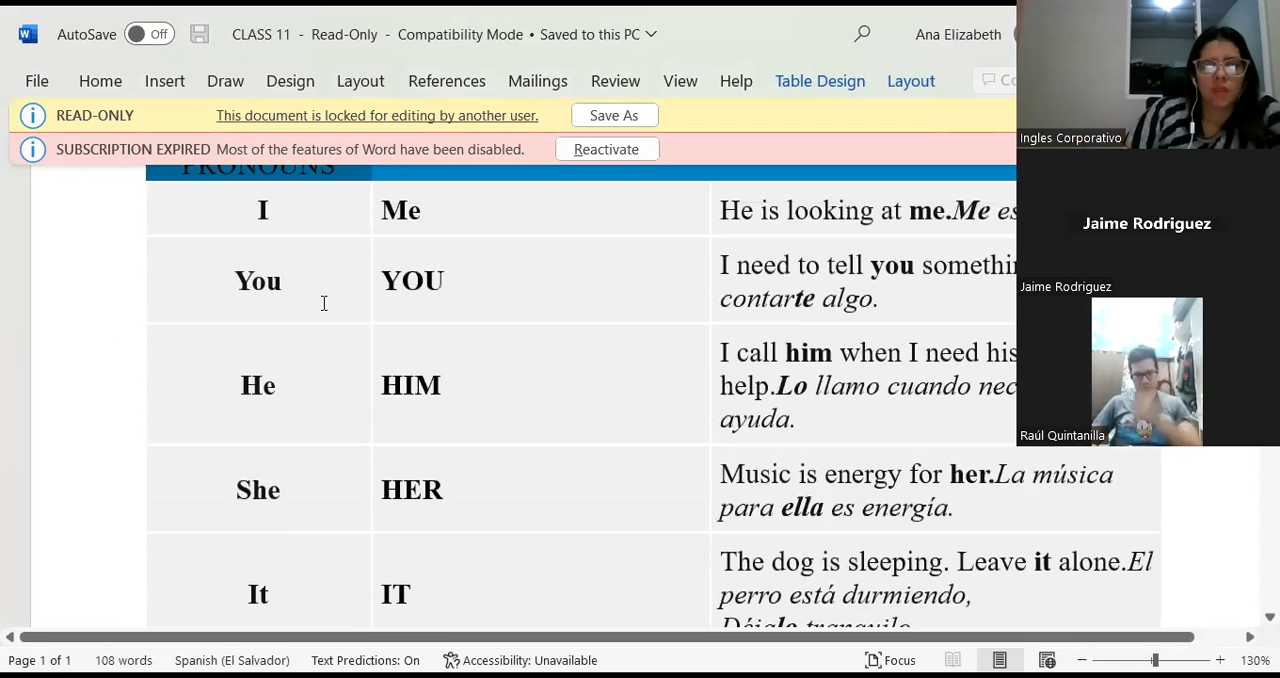 AutoSave Off CLASS 11 - Read-Only - Compatibility Mode • Saved to this PC Ana Elizabeth
File Home Insert Draw Design Layout References Mailings Review View Help Table Design Layout
READ-ONLY This document is locked for editing by another user. Save As
SUBSCRIPTION EXPIRED Most of the features of Word have been disabled. Reactivate
PRONOUNS
I Me He is looking at me.Me
You YOU I need to tell you
contarte algo.
He HIM I call him when I need his
help.Lo llamo cuando
ayuda.
She HER Music is energy for her.La música
para ella es energía.
It IT The dog is sleeping. Leave it alone.El
perro está durmiendo,
Déjalo tranquilo
Page 1 of 1 108 words Spanish (El Salvador) Text Predictions: On Accessibility: Unavailable Focus 130%
Ingles Corporativo
Jaime Rodriguez
Jaime Rodriguez
Raúl Quintanilla